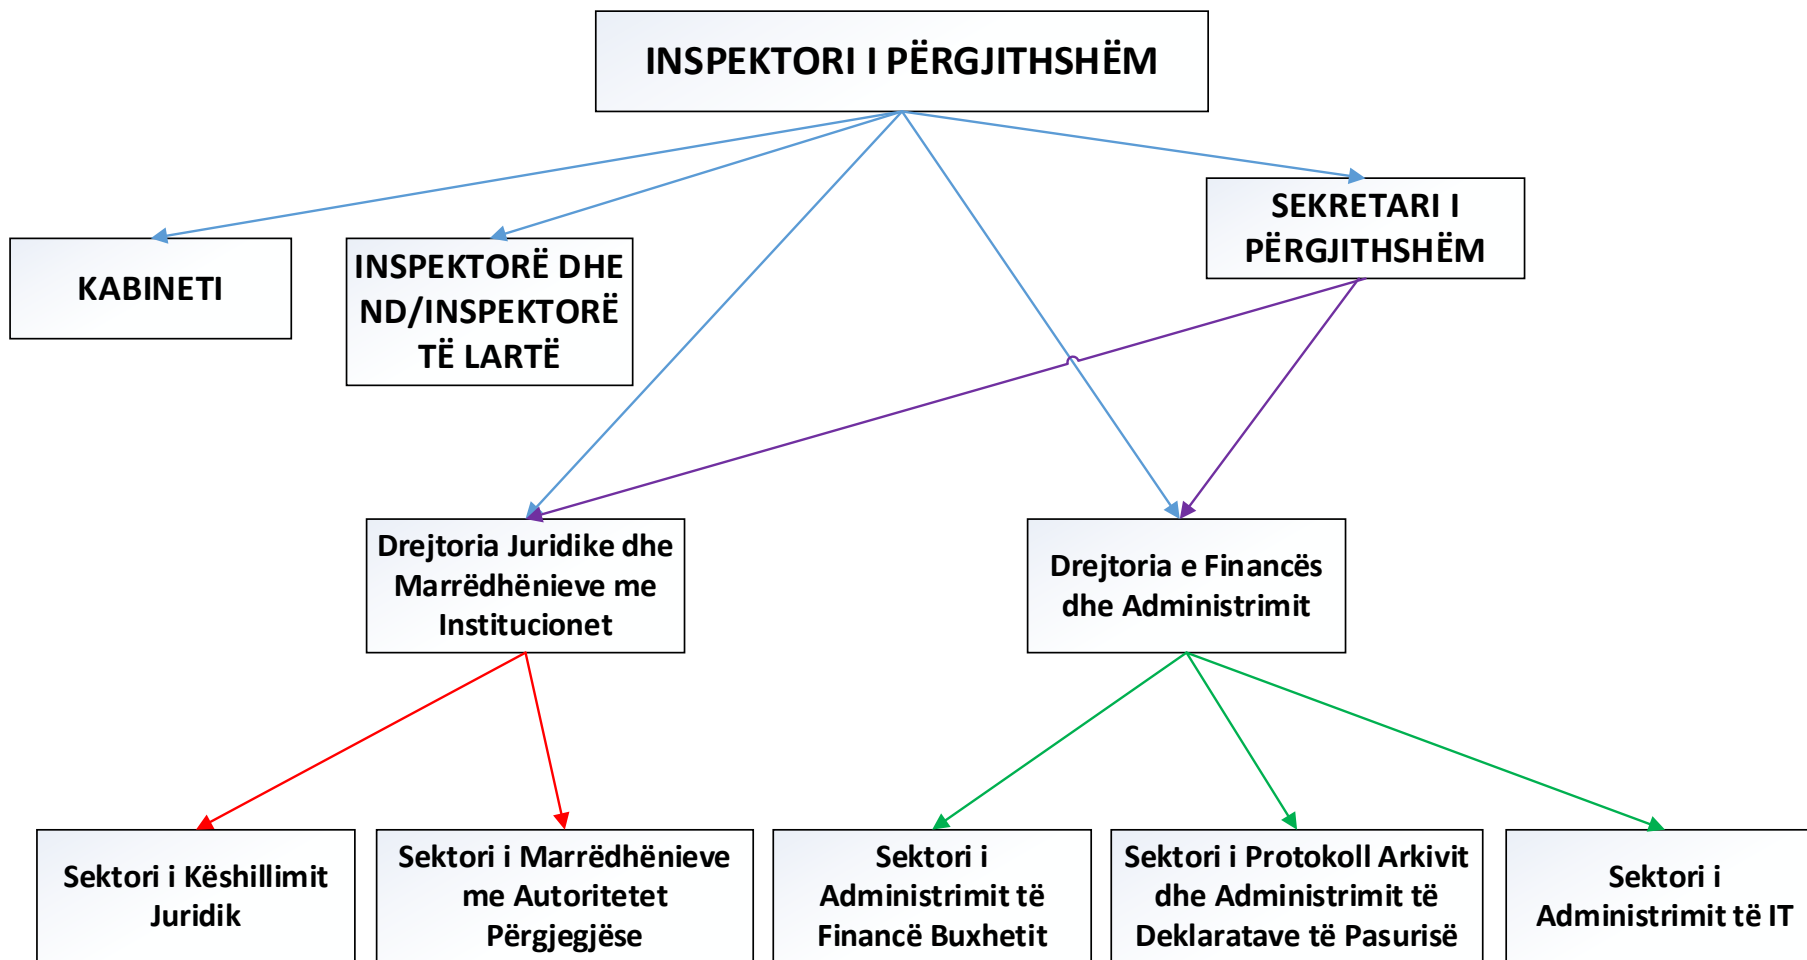 INSPEKTORI I PËRGJITHSHËM
SEKRETARI I
PËRGJITHSHËM
KABINETI
INSPEKTORË DHE
ND/INSPEKTORË
TË LARTË
Drejtoria Juridike dhe
Marrëdhënieve me
Institucionet
Drejtoria e Financës
dhe Administrimit
Sektori i Këshillimit
Juridik
Sektori i Marrëdhënieve
me Autoritetet
Përgjegjëse
Sektori i
Administrimit të
Financë Buxhetit
Sektori i Protokoll Arkivit
dhe Administrimit të
Deklaratave të Pasurisë
Sektori i
Administrimit të IT